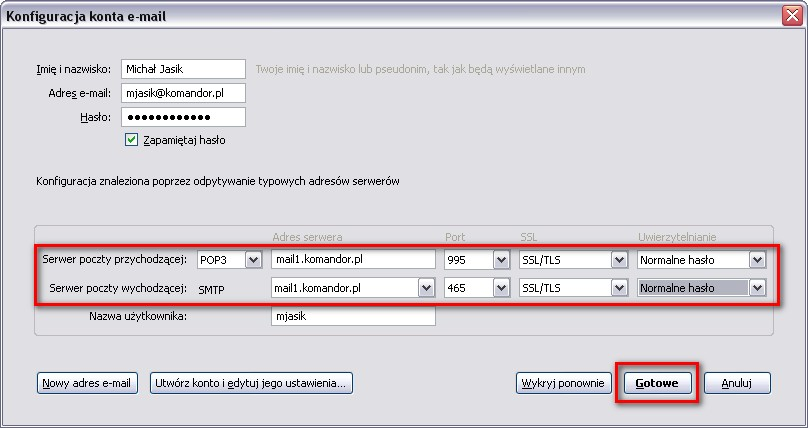 Konfiguracja konta e-mail
Imię i nazwisko: Michał Jasik Twoje imię i nazwisko lub pseudonim, tak jak będą wyświetlane innym
Adres e-mail: mjasik@komandor.pl
Hasło: ●●●●●●●●●●●●
Zapamiętaj hasło
Konfiguracja znaleziona poprzez odpytywanie typowych adresów serwerów
Adres serwera Port SSL Uwierzytelnianie
Serwer poczty przychodzącej: POP3 mail1.komandor.pl 995 SSL/TLS Normalne hasło
Serwer poczty wychodzącej: SMTP mail1.komandor.pl 465 SSL/TLS Normalne hasło
Nazwa użytkownika: mjasik
Nowy adres e-mail Utwórz konto i edytuj jego ustawienia... Wykryj ponownie Gotowe Anuluj